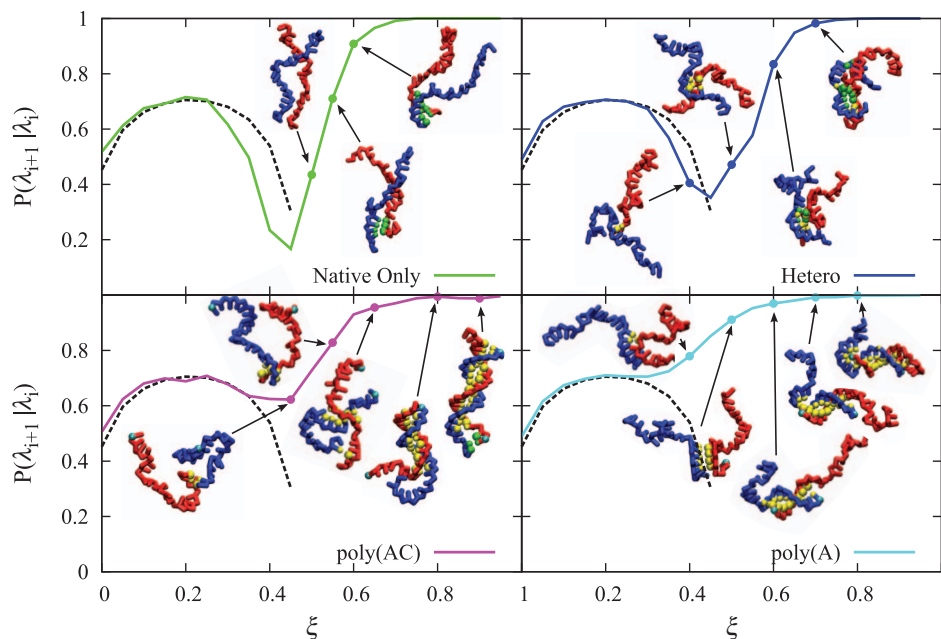 1
0.8
0.6
0.4
0.2
P(λi+1 |λi)
Native Only
Hetero
0.8
0.6
0.4
0.2
0
P(λi+1 |λi)
poly(AC)
poly(A)
0 0.2 0.4 0.6 0.8 1 0.2 0.4 0.6 0.8
ξ ξ